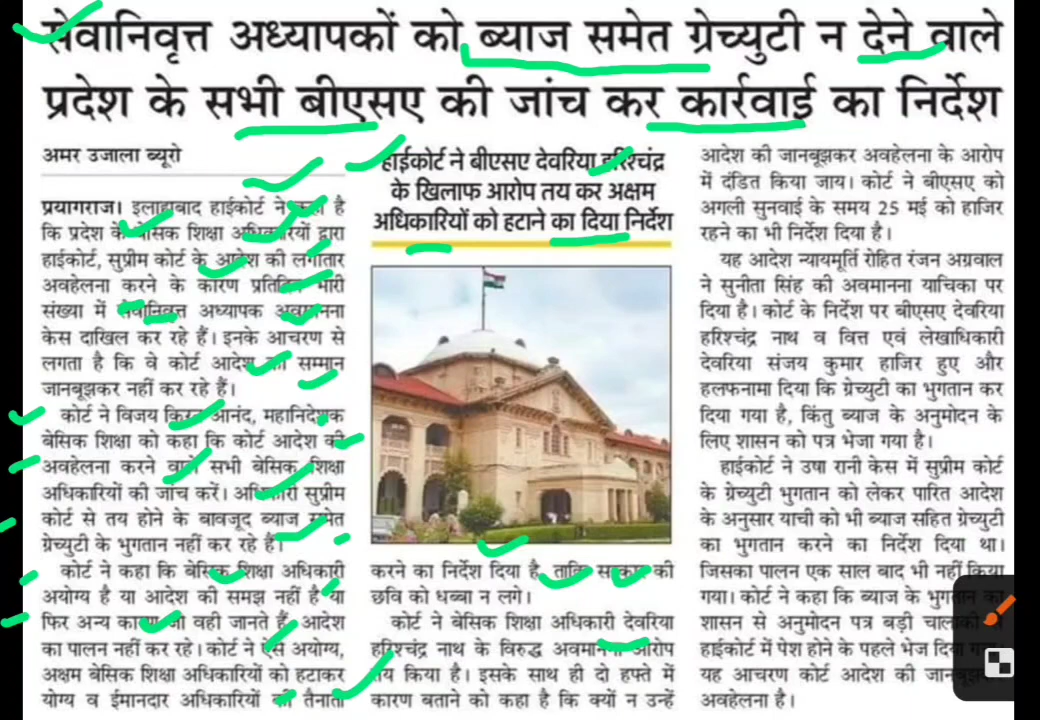 सेवानिवृत्त अध्यापकों को ब्याज समेत ग्रेच्युटी न देने वाले
प्रदेश के सभी बीएसए की जांच कर कार्रवाई का निर्देश
अमर उजाला ब्यूरो
प्रयागराज। इलाहाबाद हाईकोर्ट ने कहा है
कि प्रदेश के बेसिक शिक्षा अधिकारियों द्वारा
हाईकोर्ट, सुप्रीम कोर्ट के आदेश की लगातार
अवहेलना करने के कारण प्रतिदिन भारी
संख्या में सेवानिवृत्त अध्यापक अवमानना
केस दाखिल कर रहे हैं। इनके आचरण से
लगता है कि वे कोर्ट आदेश का सम्मान
जानबूझकर नहीं कर रहे हैं।
कोर्ट ने विजय किरन आनंद, महानिदेशक
बेसिक शिक्षा को कहा कि कोर्ट आदेश की
अवहेलना करने वाले सभी बेसिक शिक्षा
अधिकारियों की जांच करें। अधिकारी सुप्रीम
कोर्ट से तय होने के बावजूद ब्याज समेत
ग्रेच्युटी के भुगतान नहीं कर रहे हैं।
कोर्ट ने कहा कि बेसिक शिक्षा अधिकारी
अयोग्य है या आदेश की समझ नहीं है या
फिर अन्य कारण जो वही जानते हैं, आदेश
का पालन नहीं कर रहे। कोर्ट ने ऐसे अयोग्य,
अक्षम बेसिक शिक्षा अधिकारियों को हटाकर
योग्य व ईमानदार अधिकारियों की तैनाती
हाईकोर्ट ने बीएसए देवरिया हरिश्चंद्र
के खिलाफ आरोप तय कर अक्षम
अधिकारियों को हटाने का दिया निर्देश
करने का निर्देश दिया है, ताकि सरकार की
छवि को धब्बा न लगे।
कोर्ट ने बेसिक शिक्षा अधिकारी देवरिया
हरिश्चंद्र नाथ के विरुद्ध अवमानना आरोप
तय किया है। इसके साथ ही दो हफ्ते में
कारण बताने को कहा है कि क्यों न उन्हें
आदेश की जानबूझकर अवहेलना के आरोप
में दंडित किया जाय। कोर्ट ने बीएसए को
अगली सुनवाई के समय 25 मई को हाजिर
रहने का भी निर्देश दिया है।
यह आदेश न्यायमूर्ति रोहित रंजन अग्रवाल
ने सुनीता सिंह की अवमानना याचिका पर
दिया है। कोर्ट के निर्देश पर बीएसए देवरिया
हरिश्चंद्र नाथ व वित्त एवं लेखाधिकारी
देवरिया संजय कुमार हाजिर हुए और
हलफनामा दिया कि ग्रेच्युटी का भुगतान कर
दिया गया है, किंतु ब्याज के अनुमोदन के
लिए शासन को पत्र भेजा गया है।
हाईकोर्ट ने उषा रानी केस में सुप्रीम कोर्ट
के ग्रेच्युटी भुगतान को लेकर पारित आदेश
के अनुसार याची को भी ब्याज सहित ग्रेच्युटी
का भुगतान करने का निर्देश दिया था।
जिसका पालन एक साल बाद भी नहीं किया
गया। कोर्ट ने कहा कि ब्याज के भुगतान
शासन से अनुमोदन पत्र बड़ी चालाकी से
हाईकोर्ट में पेश होने के पहले भेज दिया
यह आचरण कोर्ट आदेश की जानबूझकर
अवहेलना है।